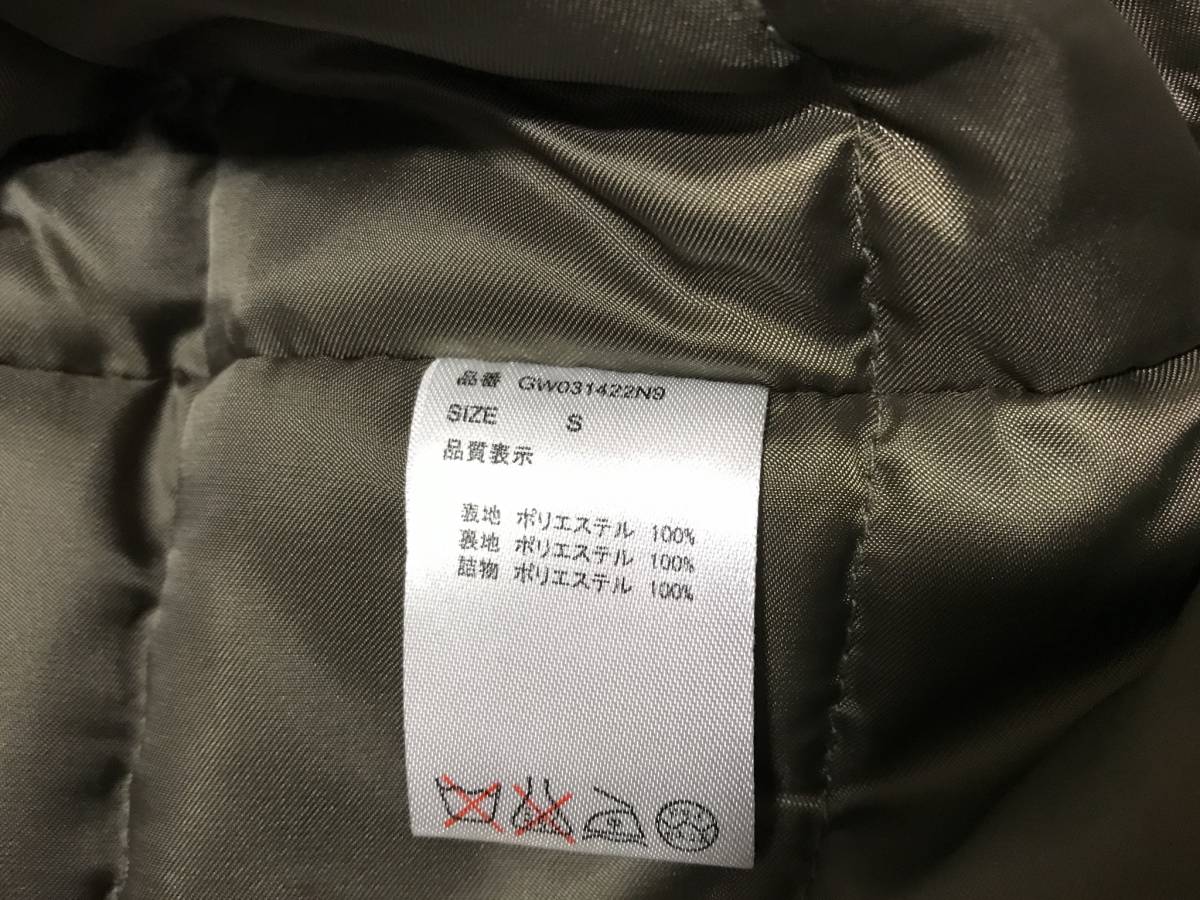 品番 GW031422N9
SIZE S
品質表示
表地 ポリエステル 100%
裏地 ポリエステル 100%
詰物 ポリエステル 100%